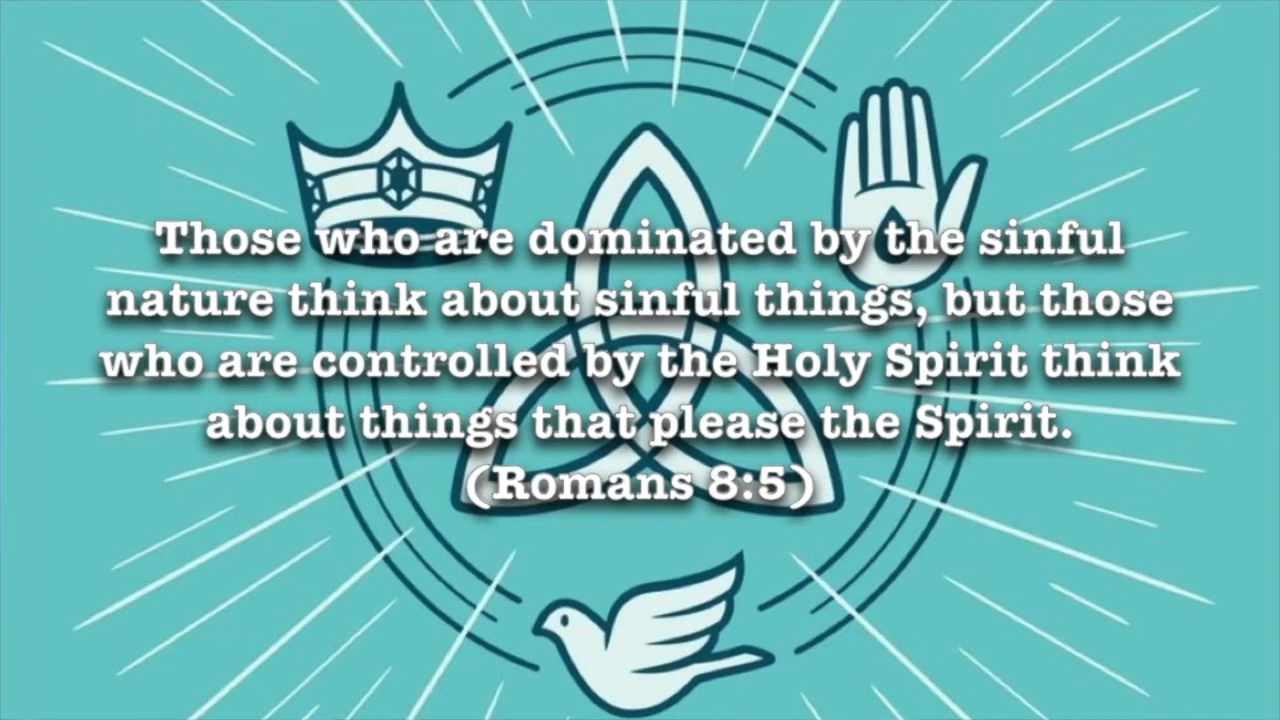 Those who are dominated by the sinful
nature think about sinful things, but those
who are controlled by the Holy Spirit think
about things that please the Spirit.
(Romans 8:5)